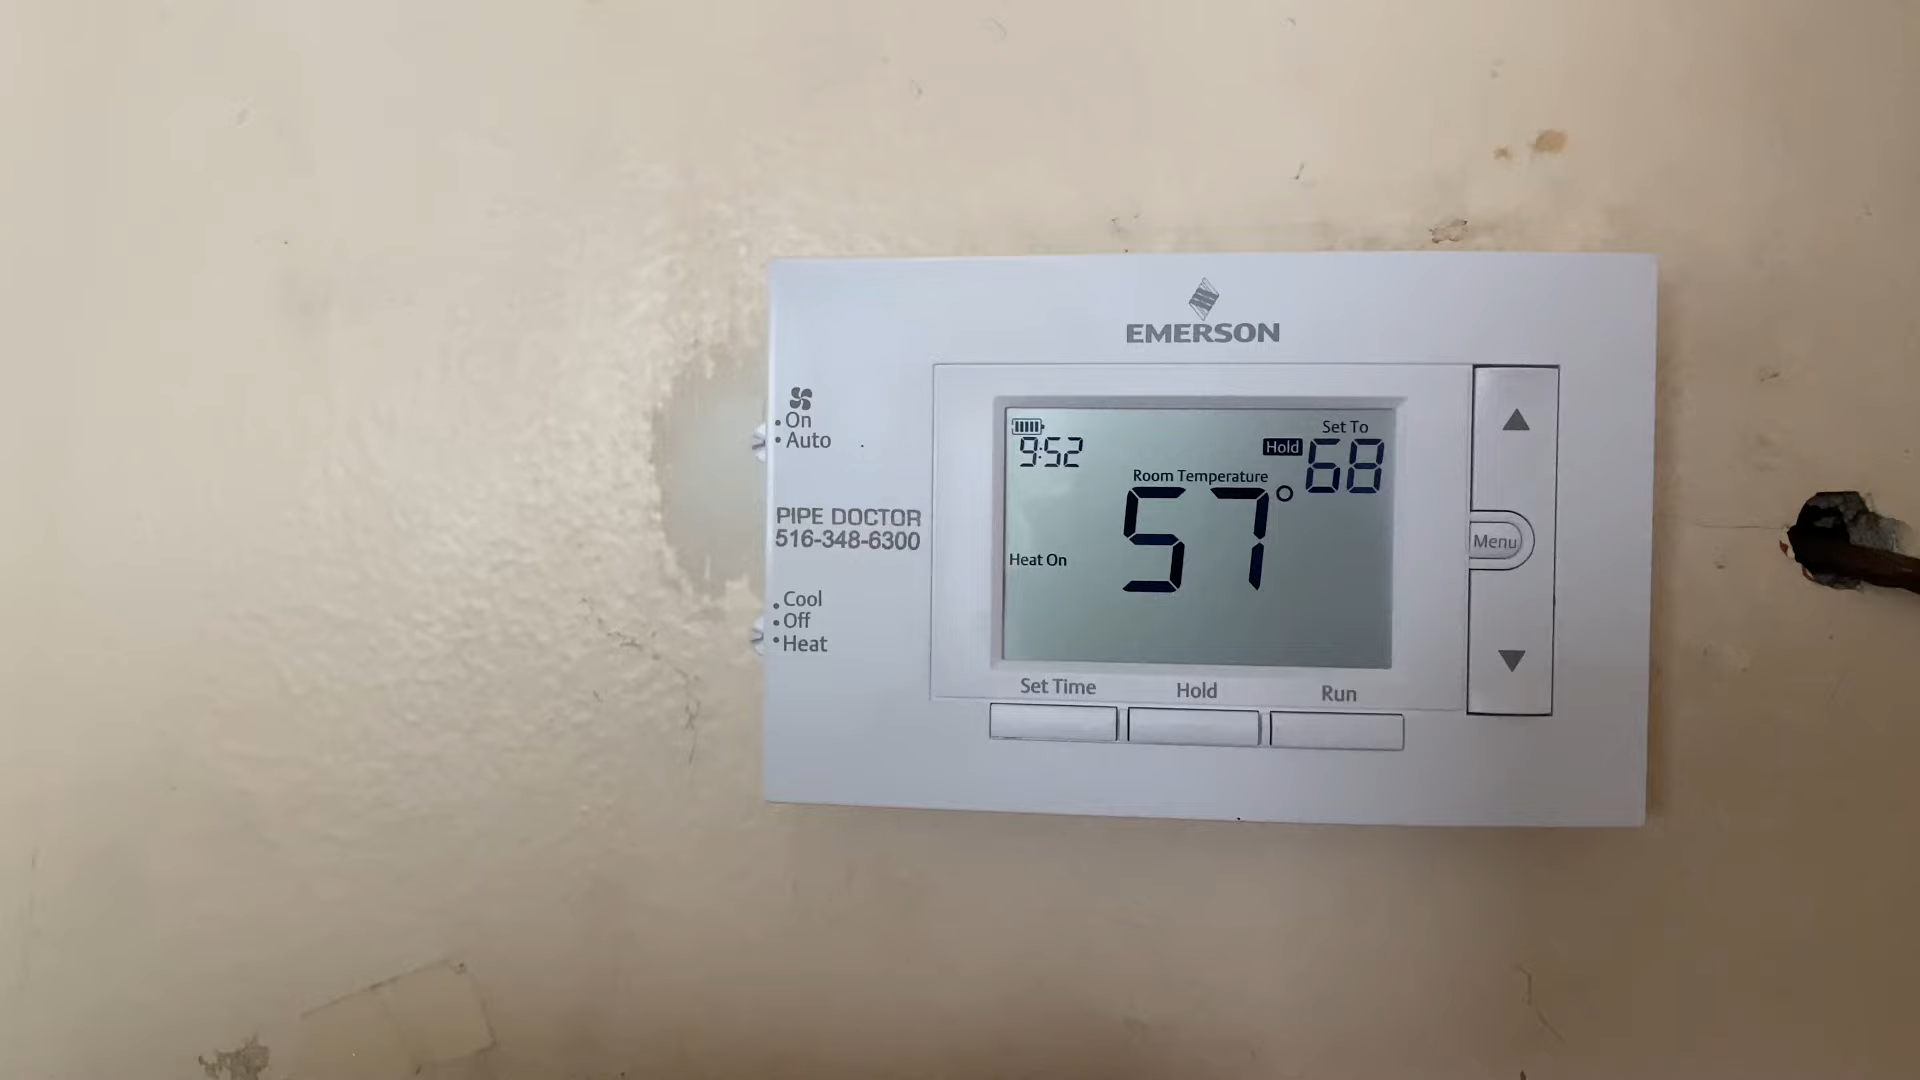 EMERSON
On
Auto
PIPE DOCTOR
516-348-6300
Cool
Off
Heat
9:52
Set To
Hold 68
Room Temperature
57°
Heat On
Menu
Set Time Hold Run